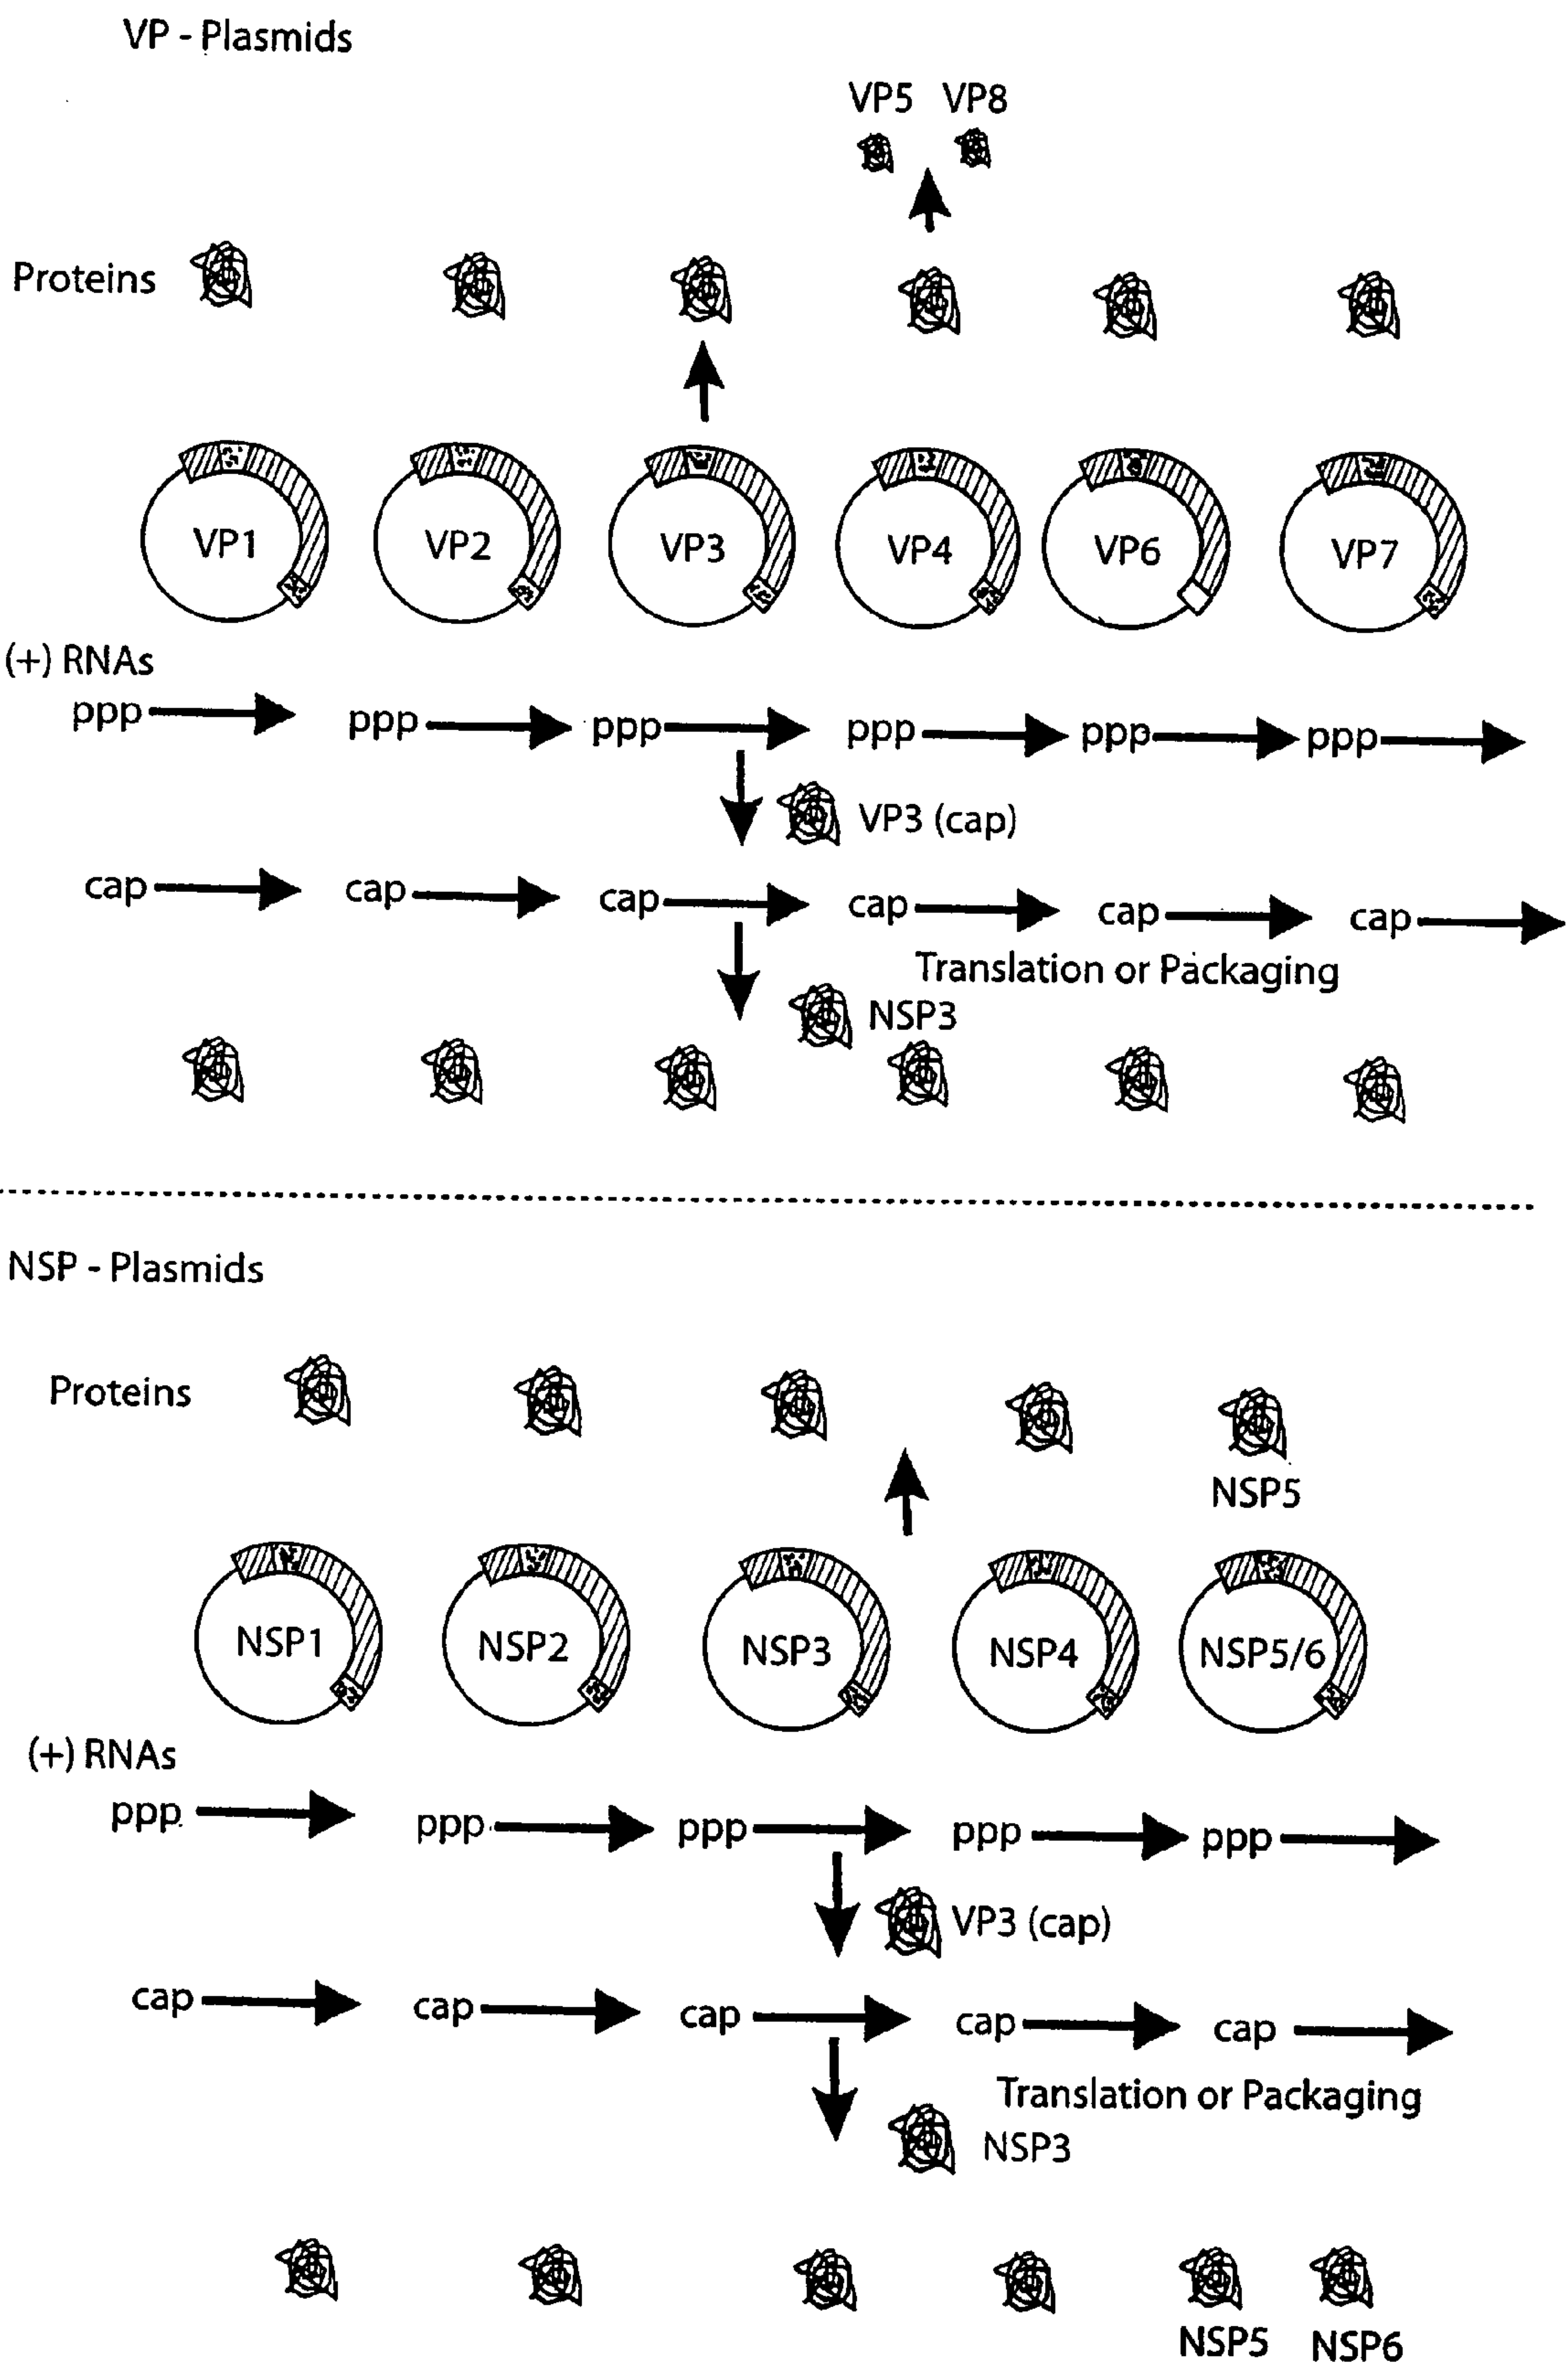 VP - Plasmids
VP5 VP8
Proteins
VP1 VP2 VP3 VP4 VP6 VP7
(+) RNAs
ppp ppp ppp ppp ppp ppp
VP3 (cap)
cap cap cap cap cap cap
Translation or Packaging
NSP3
NSP - Plasmids
Proteins
NSP5
NSP1 NSP2 NSP3 NSP4 NSP5/6
(+) RNAs
ppp ppp ppp ppp ppp
VP3 (cap)
cap cap cap cap cap
Translation or Packaging
NSP3
NSP5 NSP6